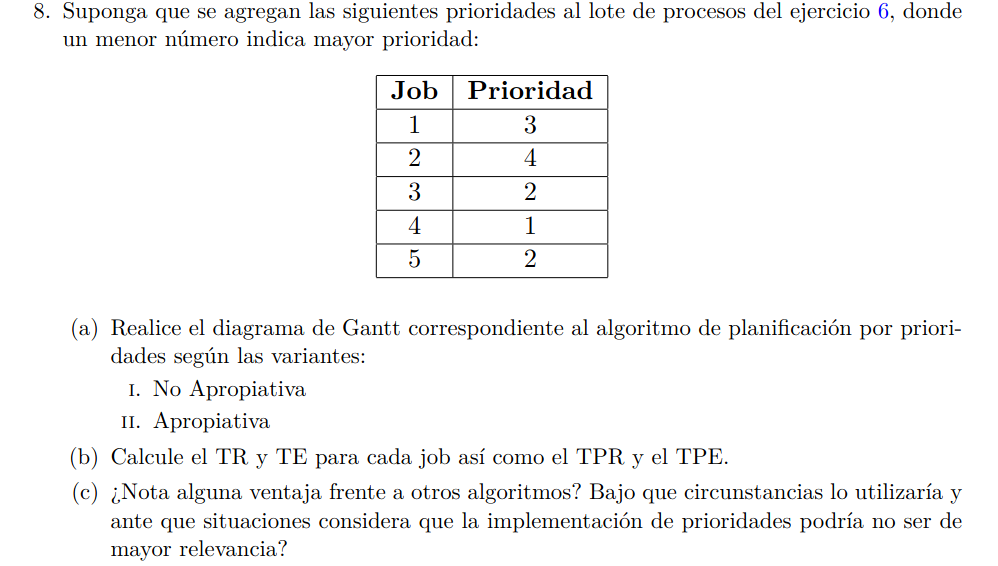 8. Suponga que se agregan las siguientes prioridades al lote de procesos del ejercicio 6, donde
un menor número indica mayor prioridad:
Job Prioridad
1 3
2 4
3 2
4 1
5 2
(a) Realice el diagrama de Gantt correspondiente al algoritmo de planificación por priori-
dades según las variantes:
I. No Apropiativa
II. Apropiativa
(b) Calcule el TR y TE para cada job así como el TPR y el TPE.
(c) ¿Nota alguna ventaja frente a otros algoritmos? Bajo que circunstancias lo utilizaría y
ante que situaciones considera que la implementación de prioridades podría no ser de
mayor relevancia?